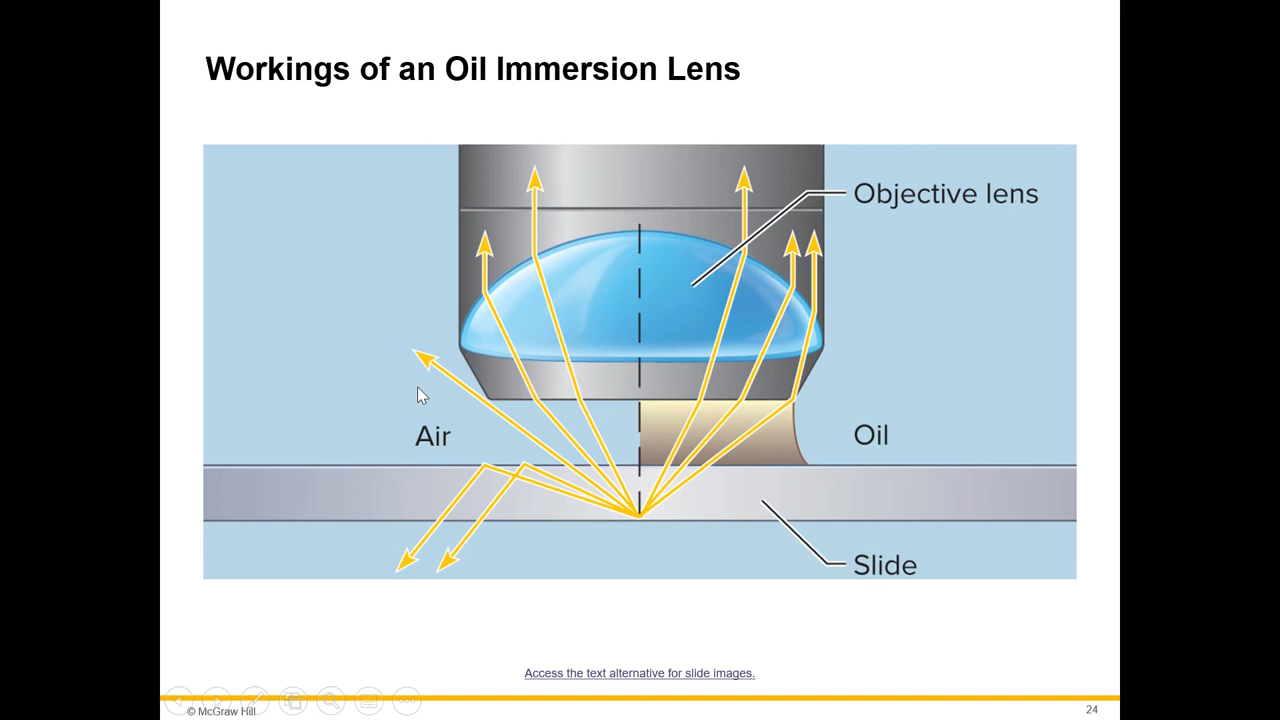 Workings of an Oil Immersion Lens
Objective lens
Air
Oil
Slide
Access the text alternative for slide images.
© McGraw Hill
24